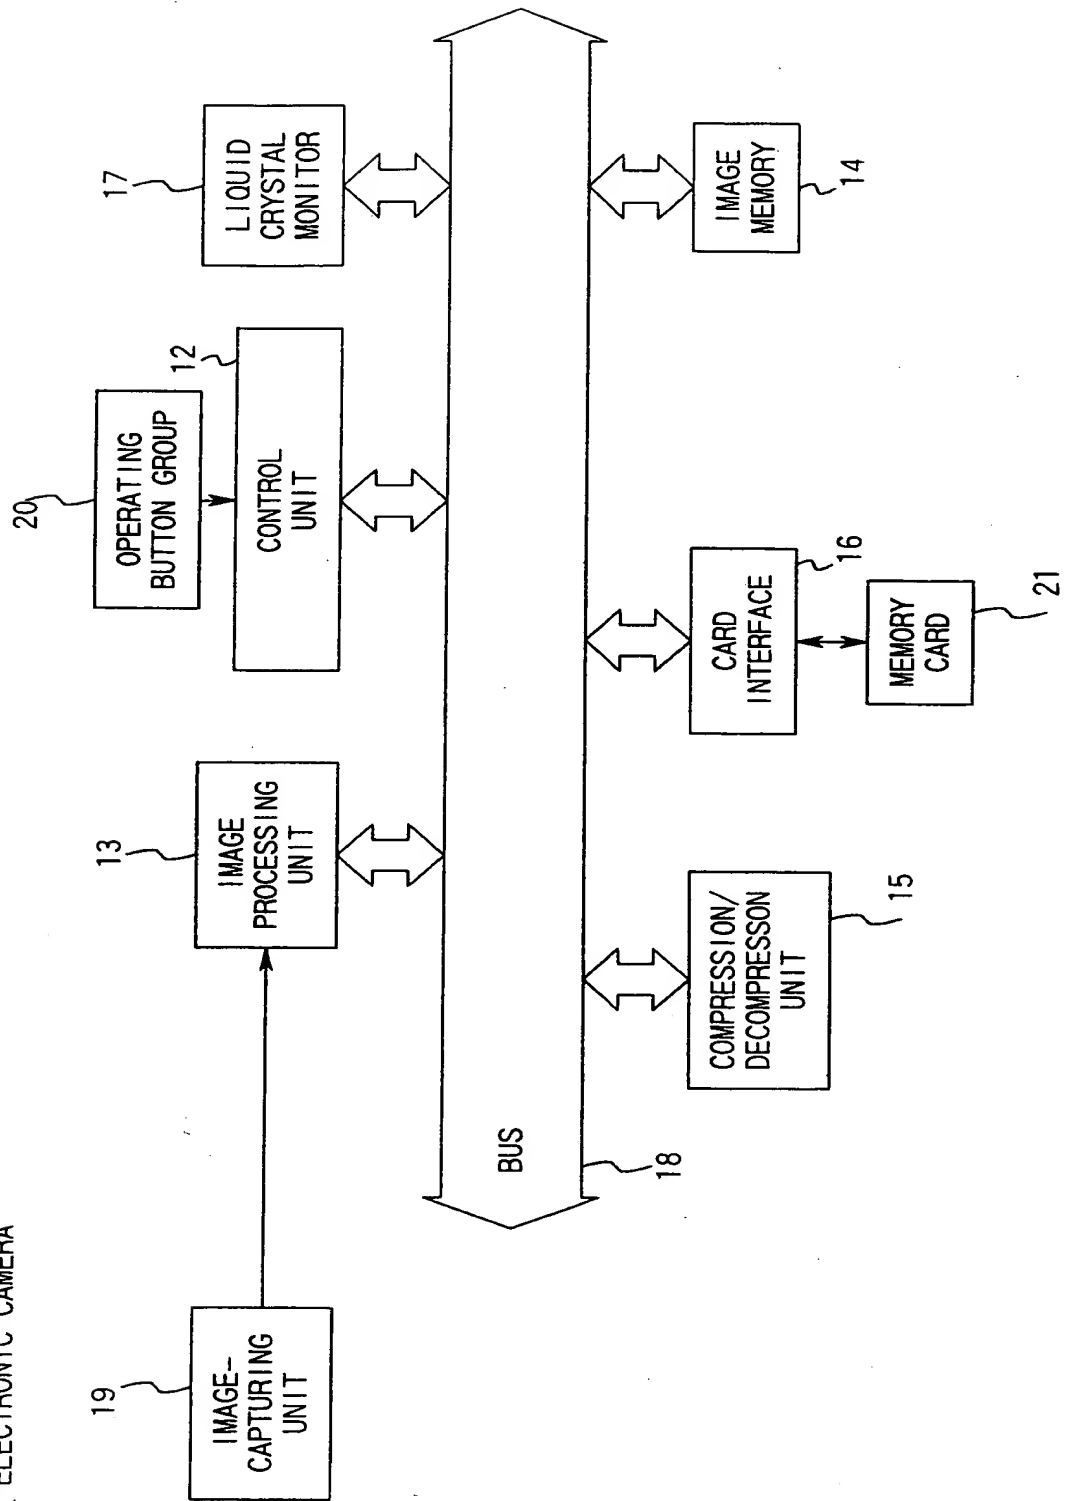 ELECTRONIC CAMERA
19
IMAGE-
CAPTURING
UNIT
13
IMAGE
PROCESSING
UNIT
20
OPERATING
BUTTON GROUP
12
CONTROL
UNIT
17
LIQUID
CRYSTAL
MONITOR
BUS
18
COMPRESSION/
DECOMPRESSON
UNIT
15
CARD
INTERFACE
16
MEMORY
CARD
21
IMAGE
MEMORY
14